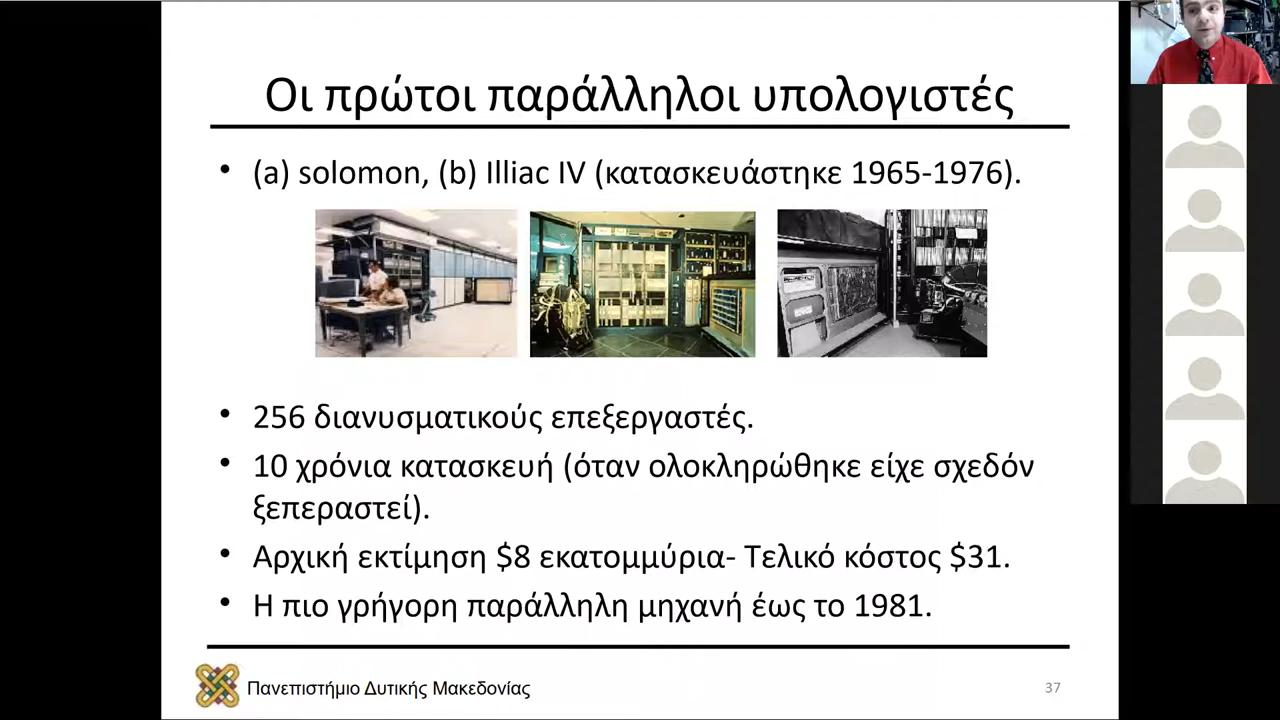 Οι πρώτοι παράλληλοι υπολογιστές
• (a) solomon, (b) Illiac IV (κατασκευάστηκε 1965-1976).
• 256 διανυσματικούς επεξεργαστές.
• 10 χρόνια κατασκευή (όταν ολοκληρώθηκε είχε σχεδόν
ξεπεραστεί).
• Αρχική εκτίμηση $8 εκατομμύρια- Τελικό κόστος $31.
• Η πιο γρήγορη παράλληλη μηχανή έως το 1981.
Πανεπιστήμιο Δυτικής Μακεδονίας
37